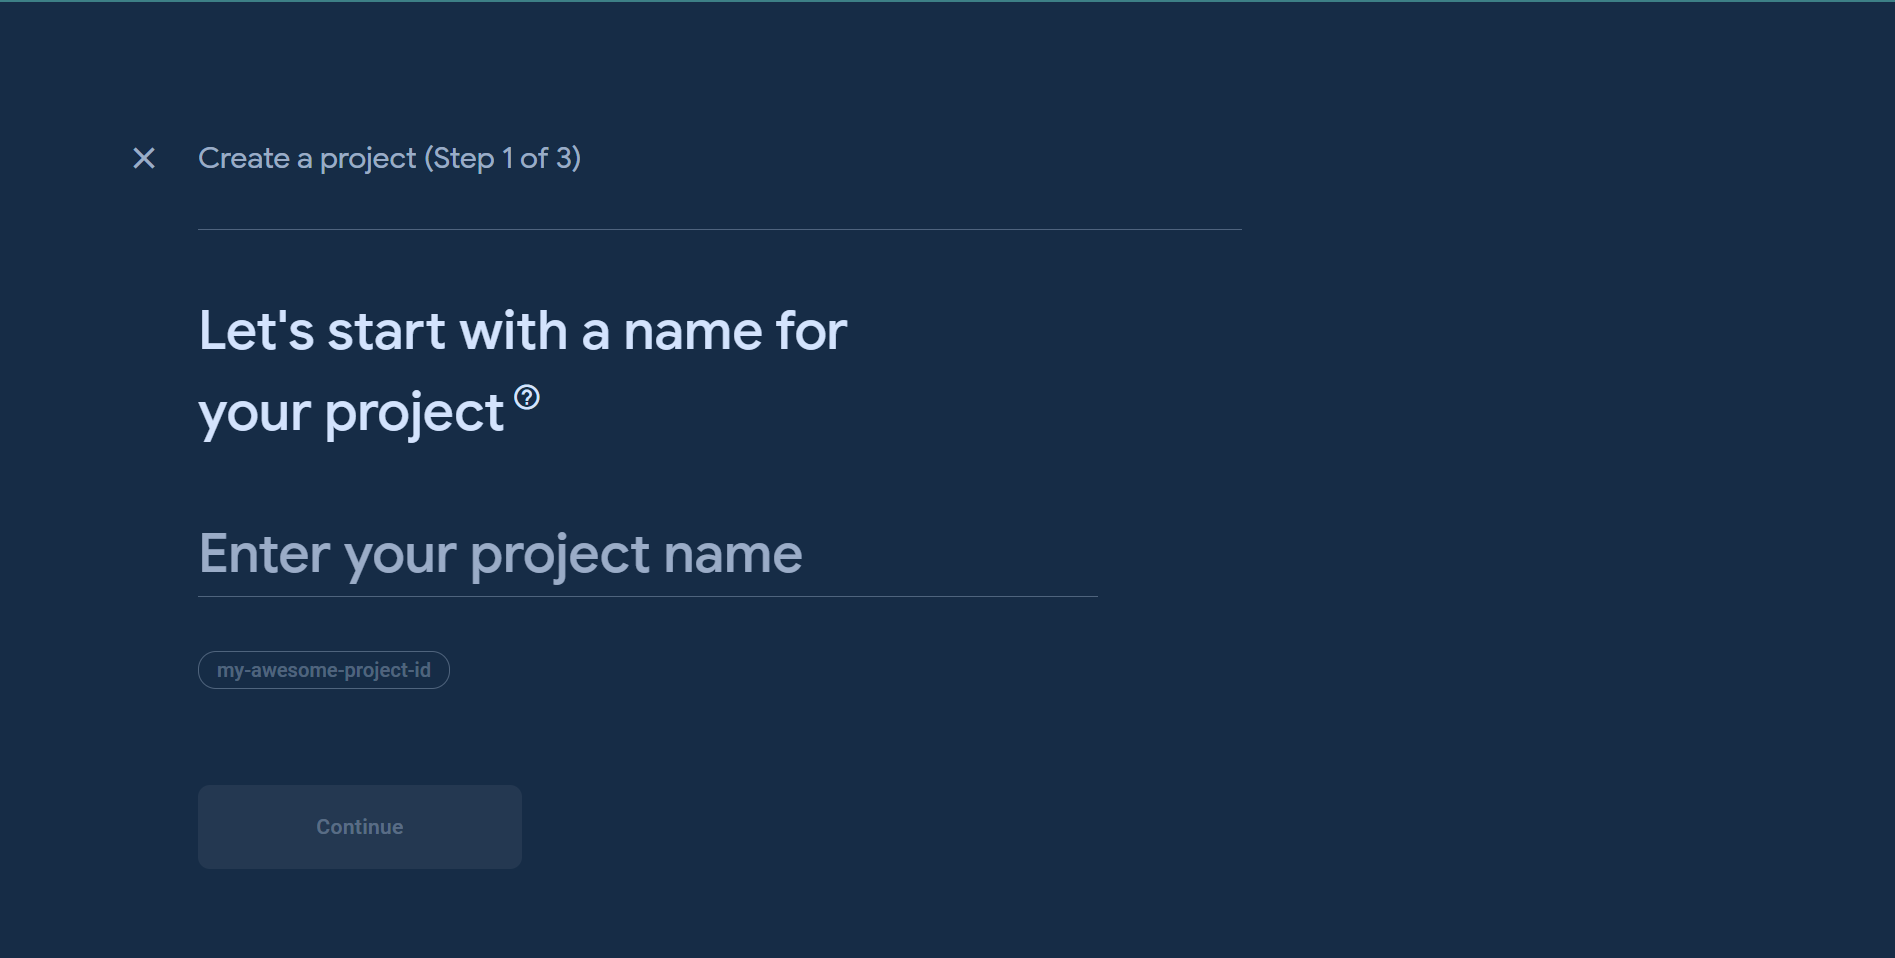 Create a project (Step 1 of 3)
Let's start with a name for
your project
Enter your project name
my-awesome-project-id
Continue